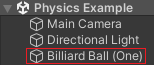 Physics Example
Main Camera
Directional Light
Billiard Ball (One)